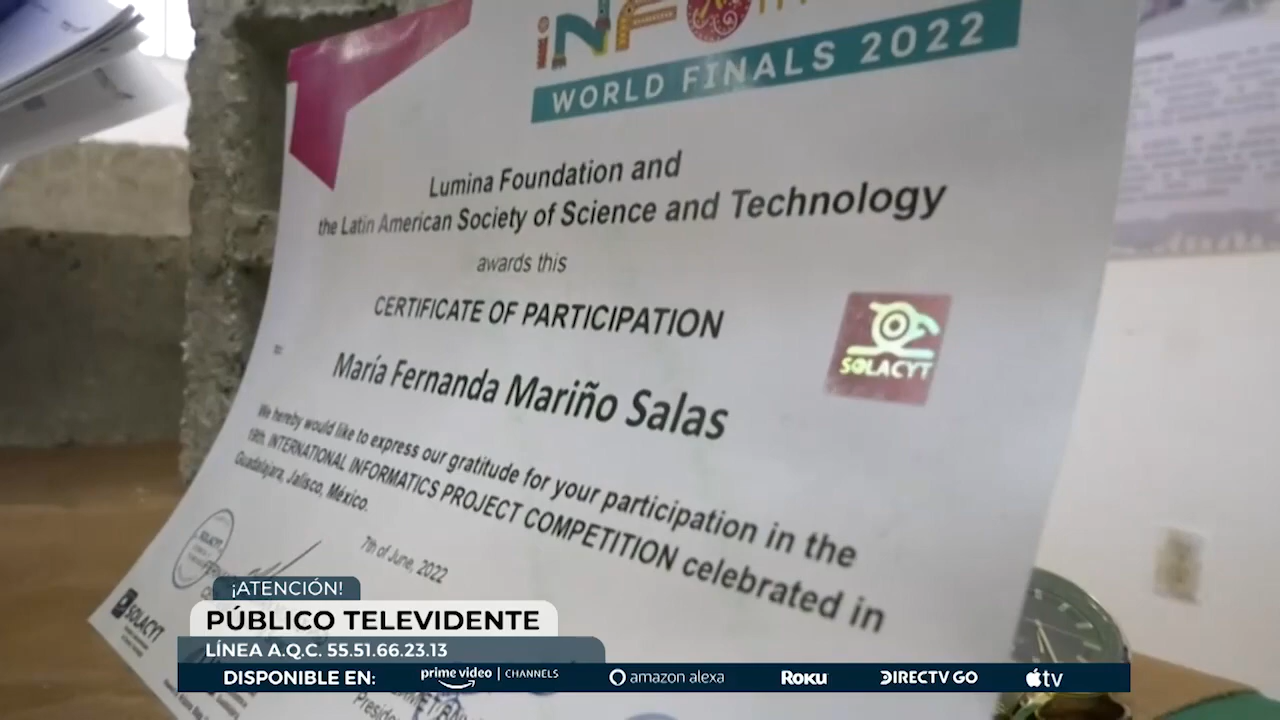 WORLD FINALS 2022
Lumina Foundation and
the Latin American Society of Science and Technology
awards this
CERTIFICATE OF PARTICIPATION
SOLACYT
María Fernanda Mariño Salas
We hereby would like to express our gratitude for your participation in the
19th. INTERNATIONAL INFORMATICS PROJECT COMPETITION celebrated in
Guadalajara, Jalisco, México.
7th of June, 2022
SOLACYT
¡ATENCIÓN!
PÚBLICO TELEVIDENTE
LÍNEA A.Q.C. 55.51.66.23.13
DISPONIBLE EN: prime video | CHANNELS amazon alexa Roku DIRECTV GO tv